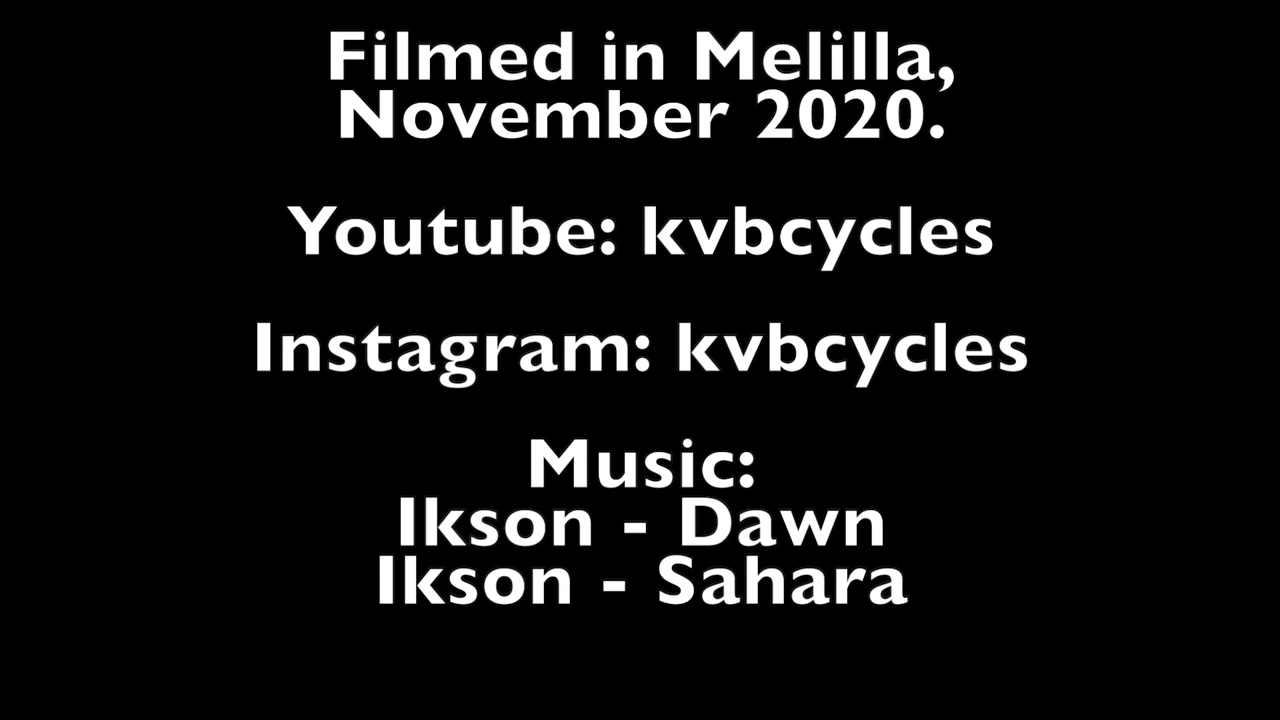 Filmed in Melilla,
November 2020.
Youtube: kvbcycles
Instagram: kvbcycles
Music:
Ikson - Dawn
Ikson - Sahara